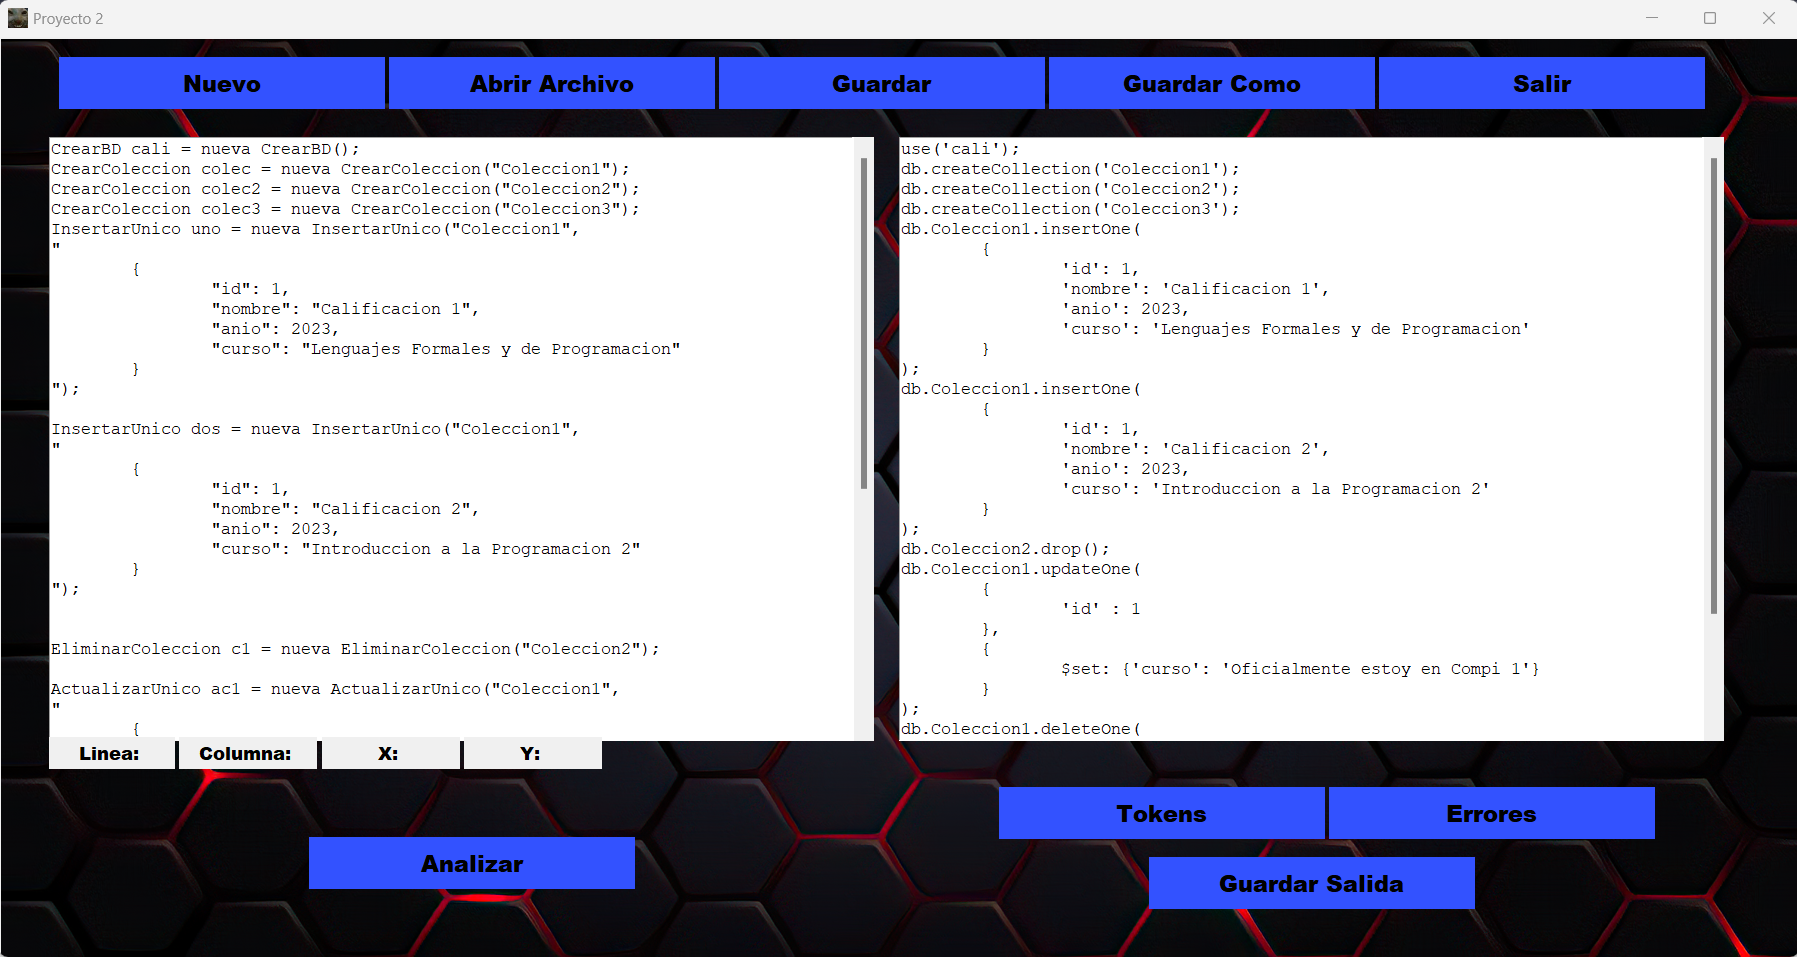 Proyecto 2
Nuevo
Abrir Archivo
Guardar
Guardar Como
Salir
CrearBD cali = nueva CrearBD();
CrearColeccion colec = nueva CrearColeccion("Coleccion1");
CrearColeccion colec2 = nueva CrearColeccion("Coleccion2");
CrearColeccion colec3 = nueva CrearColeccion("Coleccion3");
InsertarUnico uno = nueva InsertarUnico("Coleccion1",
"
{
"id": 1,
"nombre": "Calificacion 1",
"anio": 2023,
"curso": "Lenguajes Formales y de Programacion"
}
");
InsertarUnico dos = nueva InsertarUnico("Coleccion1",
"
{
"id": 1,
"nombre": "Calificacion 2",
"anio": 2023,
"curso": "Introduccion a la Programacion 2"
}
");
EliminarColeccion c1 = nueva EliminarColeccion("Coleccion2");
ActualizarUnico ac1 = nueva ActualizarUnico("Coleccion1",
"
{
use('cali');
db.createCollection('Coleccion1');
db.createCollection('Coleccion2');
db.createCollection('Coleccion3');
db.Coleccion1.insertOne(
{
'id': 1,
'nombre': 'Calificacion 1',
'anio': 2023,
'curso': 'Lenguajes Formales y de Programacion'
}
);
db.Coleccion1.insertOne(
{
'id': 1,
'nombre': 'Calificacion 2',
'anio': 2023,
'curso': 'Introduccion a la Programacion 2'
}
);
db.Coleccion2.drop();
db.Coleccion1.updateOne(
{
'id' : 1
},
{
$set: {'curso': 'Oficialmente estoy en Compi 1'}
}
);
db.Coleccion1.deleteOne(
Linea:
Columna:
X:
Y:
Tokens
Errores
Analizar
Guardar Salida